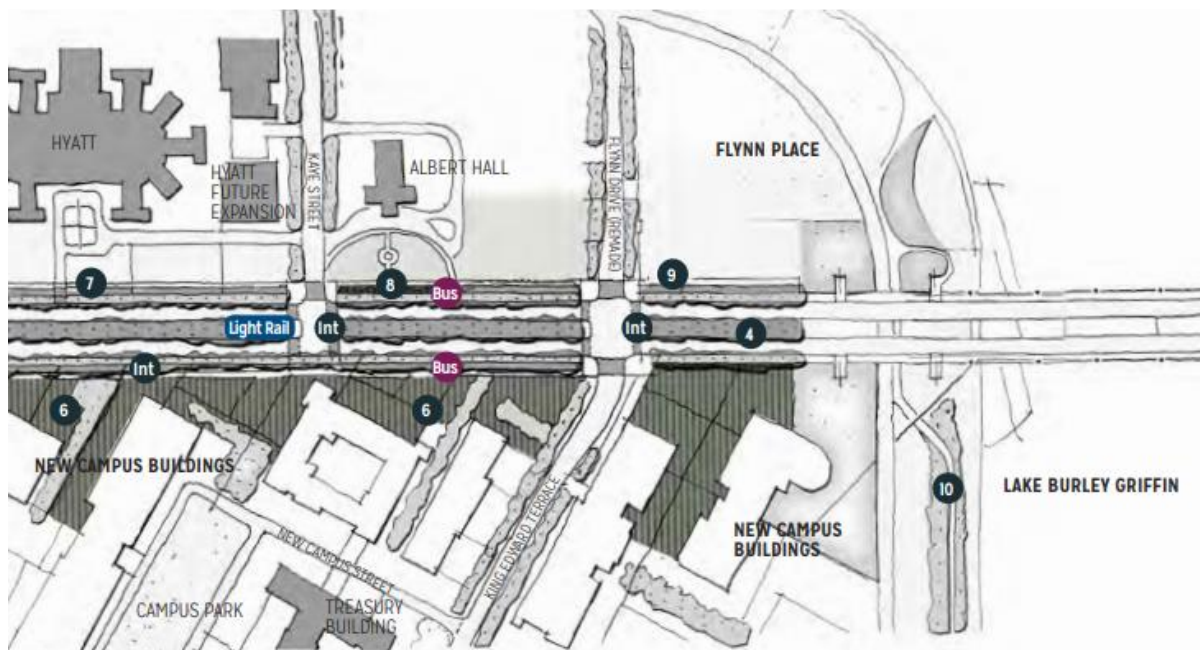 HYATT
HYATT
FUTURE
EXPANSION
KAYE STREET
ALBERT HALL
FLYNN DRIVE (REMADE)
FLYNN PLACE
7
8
Bus
9
Light Rail
Int
Int
4
Int
Bus
6
6
NEW CAMPUS BUILDINGS
KING EDWARD TERRACE
10
LAKE BURLEY GRIFFIN
NEW CAMPUS
BUILDINGS
NEW CAMPUS STREET
CAMPUS PARK
TREASURY
BUILDING